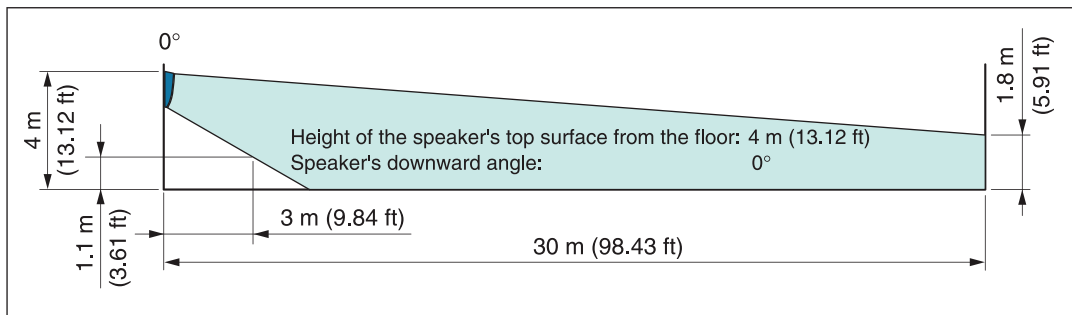 0°
4 m
(13.12 ft)
1.8 m
(5.91 ft)
Height of the speaker's top surface from the floor: 4 m (13.12 ft)
Speaker's downward angle: 0°
1.1 m
(3.61 ft)
3 m (9.84 ft)
30 m (98.43 ft)